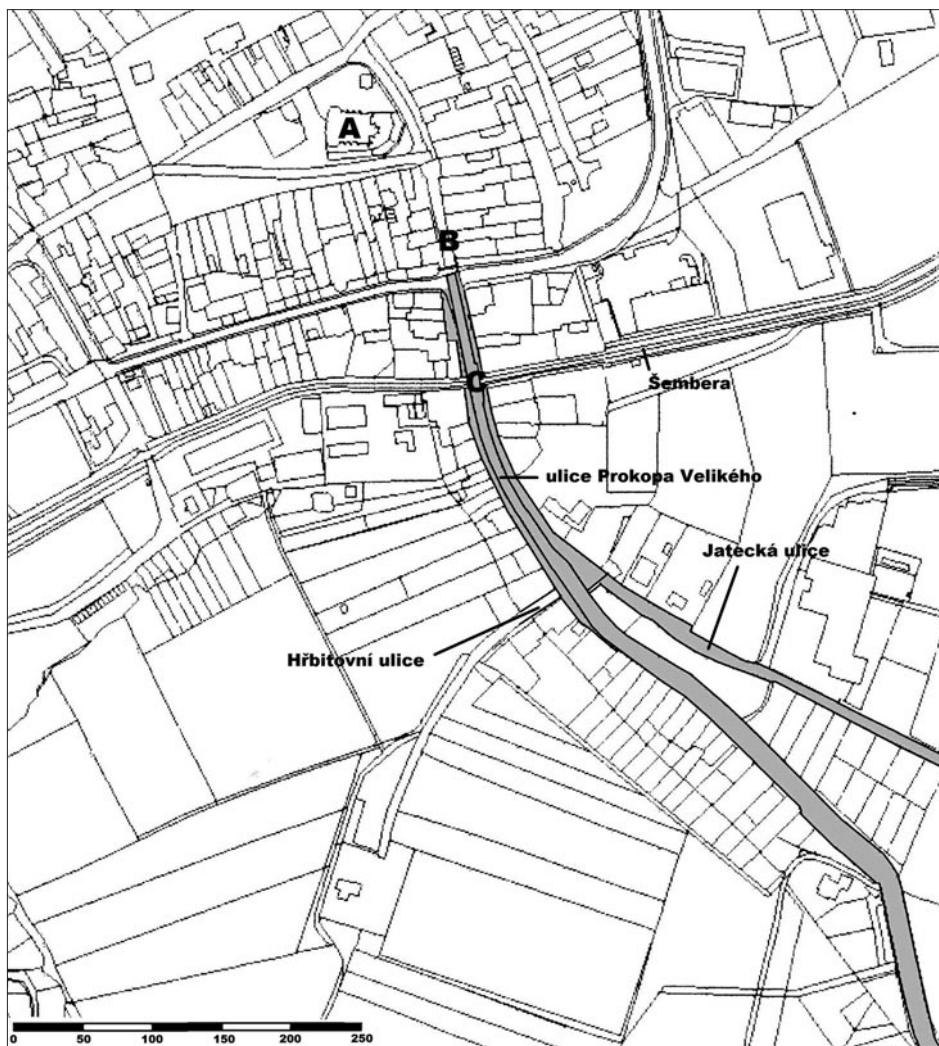 A
B
C
Šembera
ulice Prokopa Velikého
Jatecká ulice
Hřbitovní ulice
0 50 100 150 200 250